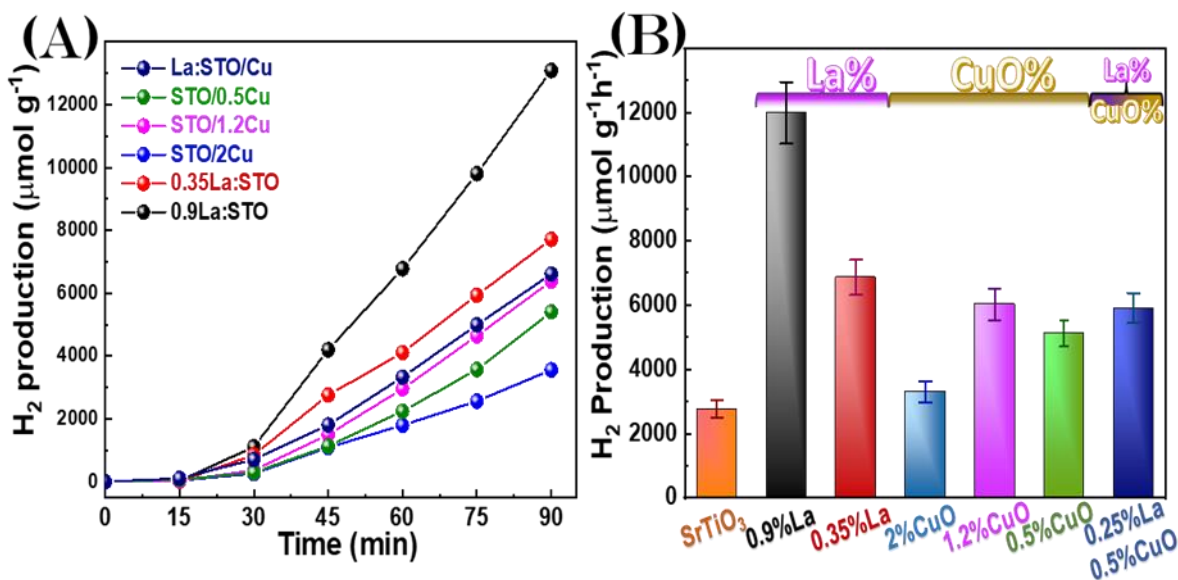 (A)
H2 production (μmol g-1)
12000
10000
8000
6000
4000
2000
0
La:STO/Cu
STO/0.5Cu
STO/1.2Cu
STO/2Cu
0.35La:STO
0.9La:STO
0 15 30 45 60 75 90
Time (min)
(B)
H2 Production (μmol g-1h-1)
12000
10000
8000
6000
4000
2000
0
La%
CuO%
La%
CuO%
SrTiO3
0.9%La
0.35%La
2%CuO
1.2%CuO
0.5%CuO
0.25%La
0.5%CuO